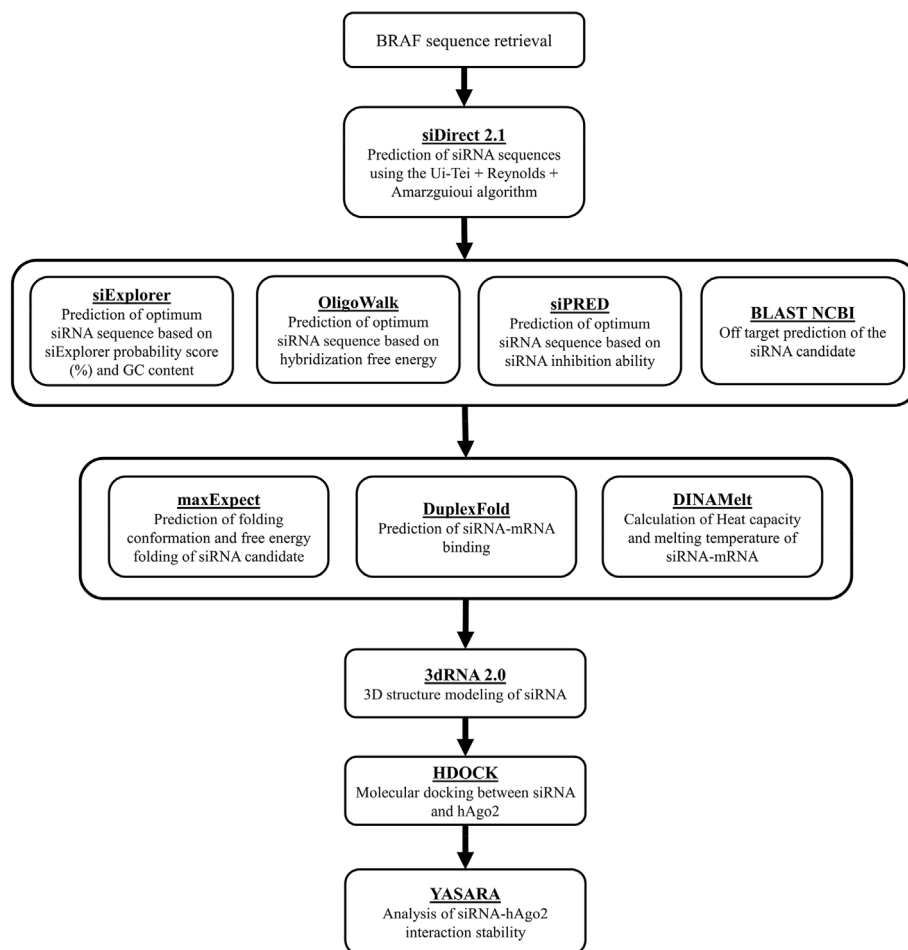 BRAF sequence retrieval
siDirect 2.1
Prediction of siRNA sequences
using the Ui-Tei + Reynolds +
Amarzguioui algorithm
siExplorer
Prediction of optimum
siRNA sequence based on
siExplorer probability score
(%) and GC content
OligoWalk
Prediction of optimum
siRNA sequence based on
hybridization free energy
siPRED
Prediction of optimum
siRNA sequence based on
siRNA inhibition ability
BLAST NCBI
Off target prediction of the
siRNA candidate
maxExpect
Prediction of folding
conformation and free energy
folding of siRNA candidate
DuplexFold
Prediction of siRNA-mRNA
binding
DINAMelt
Calculation of Heat capacity
and melting temperature of
siRNA-mRNA
3dRNA 2.0
3D structure modeling of siRNA
HDOCK
Molecular docking between siRNA
and hAgo2
YASARA
Analysis of siRNA-hAgo2
interaction stability